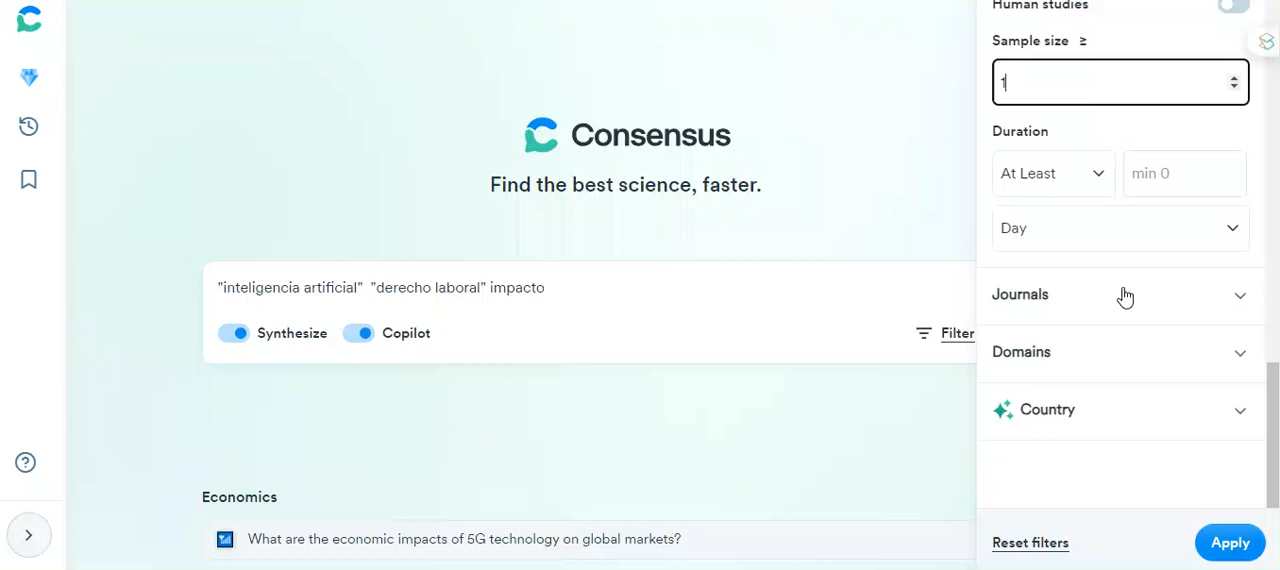 Consensus
Find the best science, faster.
"inteligencia artificial"  "derecho laboral" impacto
Synthesize
Copilot
Filter
Economics
What are the economic impacts of 5G technology on global markets?
Human studies
Sample size ≥
1
Duration
At Least
min 0
Day
Journals
Domains
Country
Reset filters
Apply